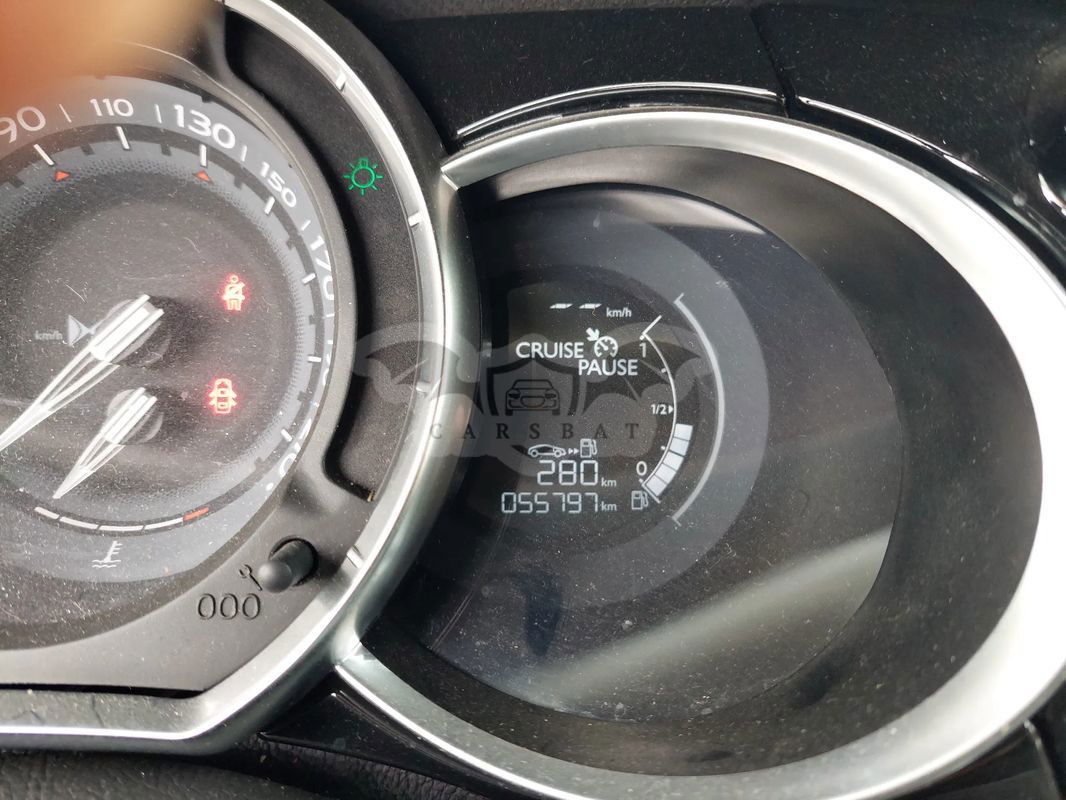 90 110 130 150 170
km/h
-- km/h
CRUISE
PAUSE
1
1/2
CARSBAT
280 km
0
055797 km
000